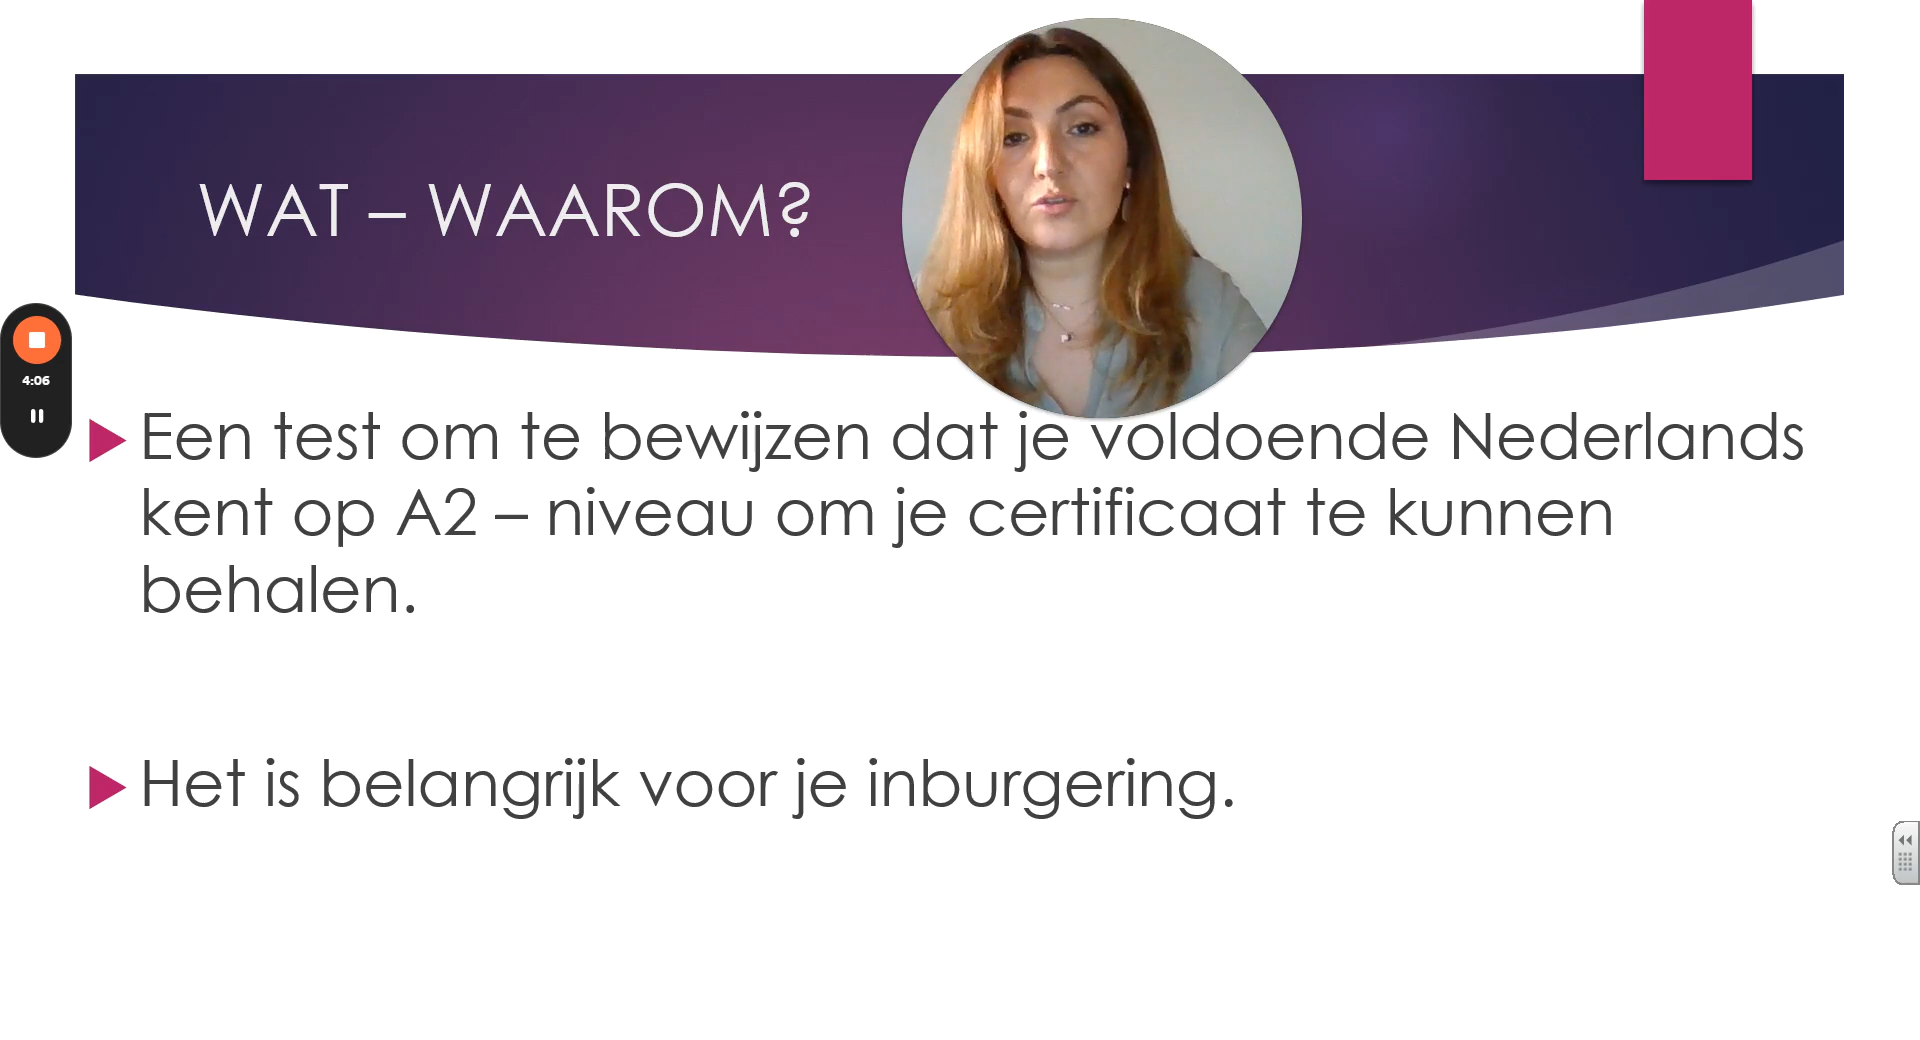 WAT – WAAROM?
4:06
Een test om te bewijzen dat je voldoende Nederlands
kent op A2 – niveau om je certificaat te kunnen
behalen.
Het is belangrijk voor je inburgering.